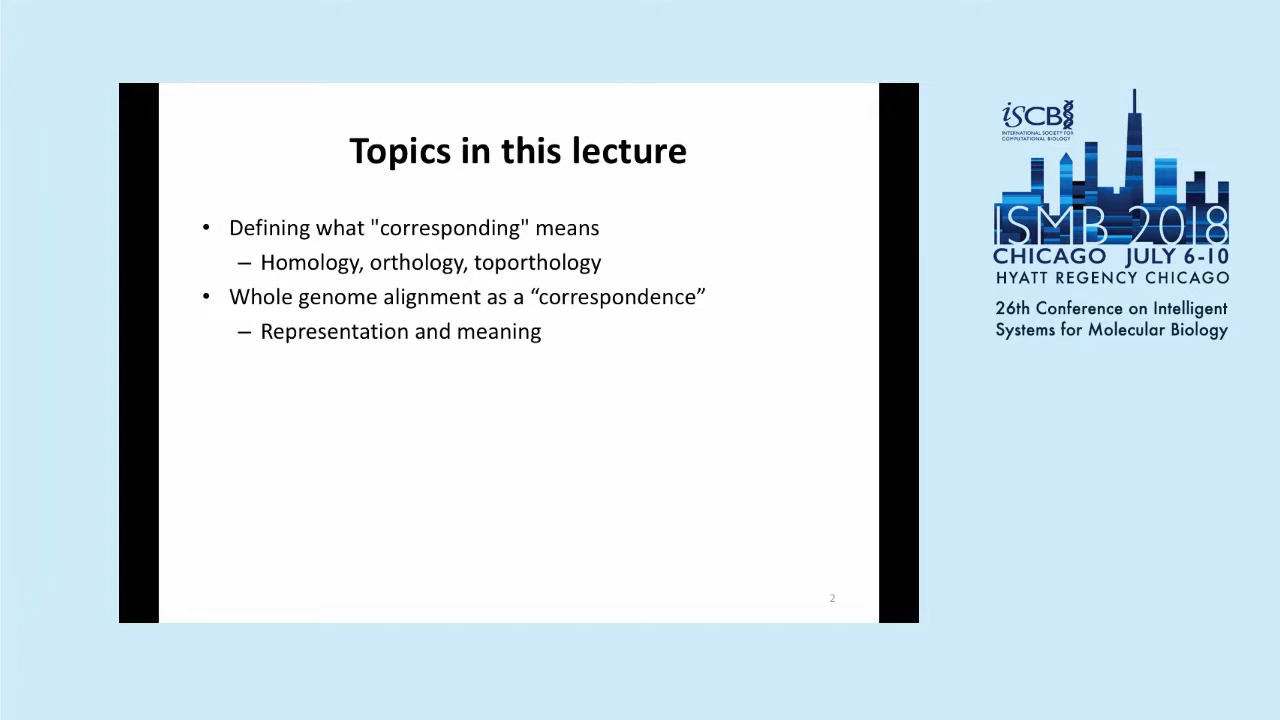 Topics in this lecture
• Defining what "corresponding" means
– Homology, orthology, toporthology
• Whole genome alignment as a “correspondence”
– Representation and meaning
2
iSCB
INTERNATIONAL SOCIETY FOR
COMPUTATIONAL BIOLOGY
ISMB 2018
CHICAGO JULY 6-10
HYATT REGENCY CHICAGO
26th Conference on Intelligent
Systems for Molecular Biology